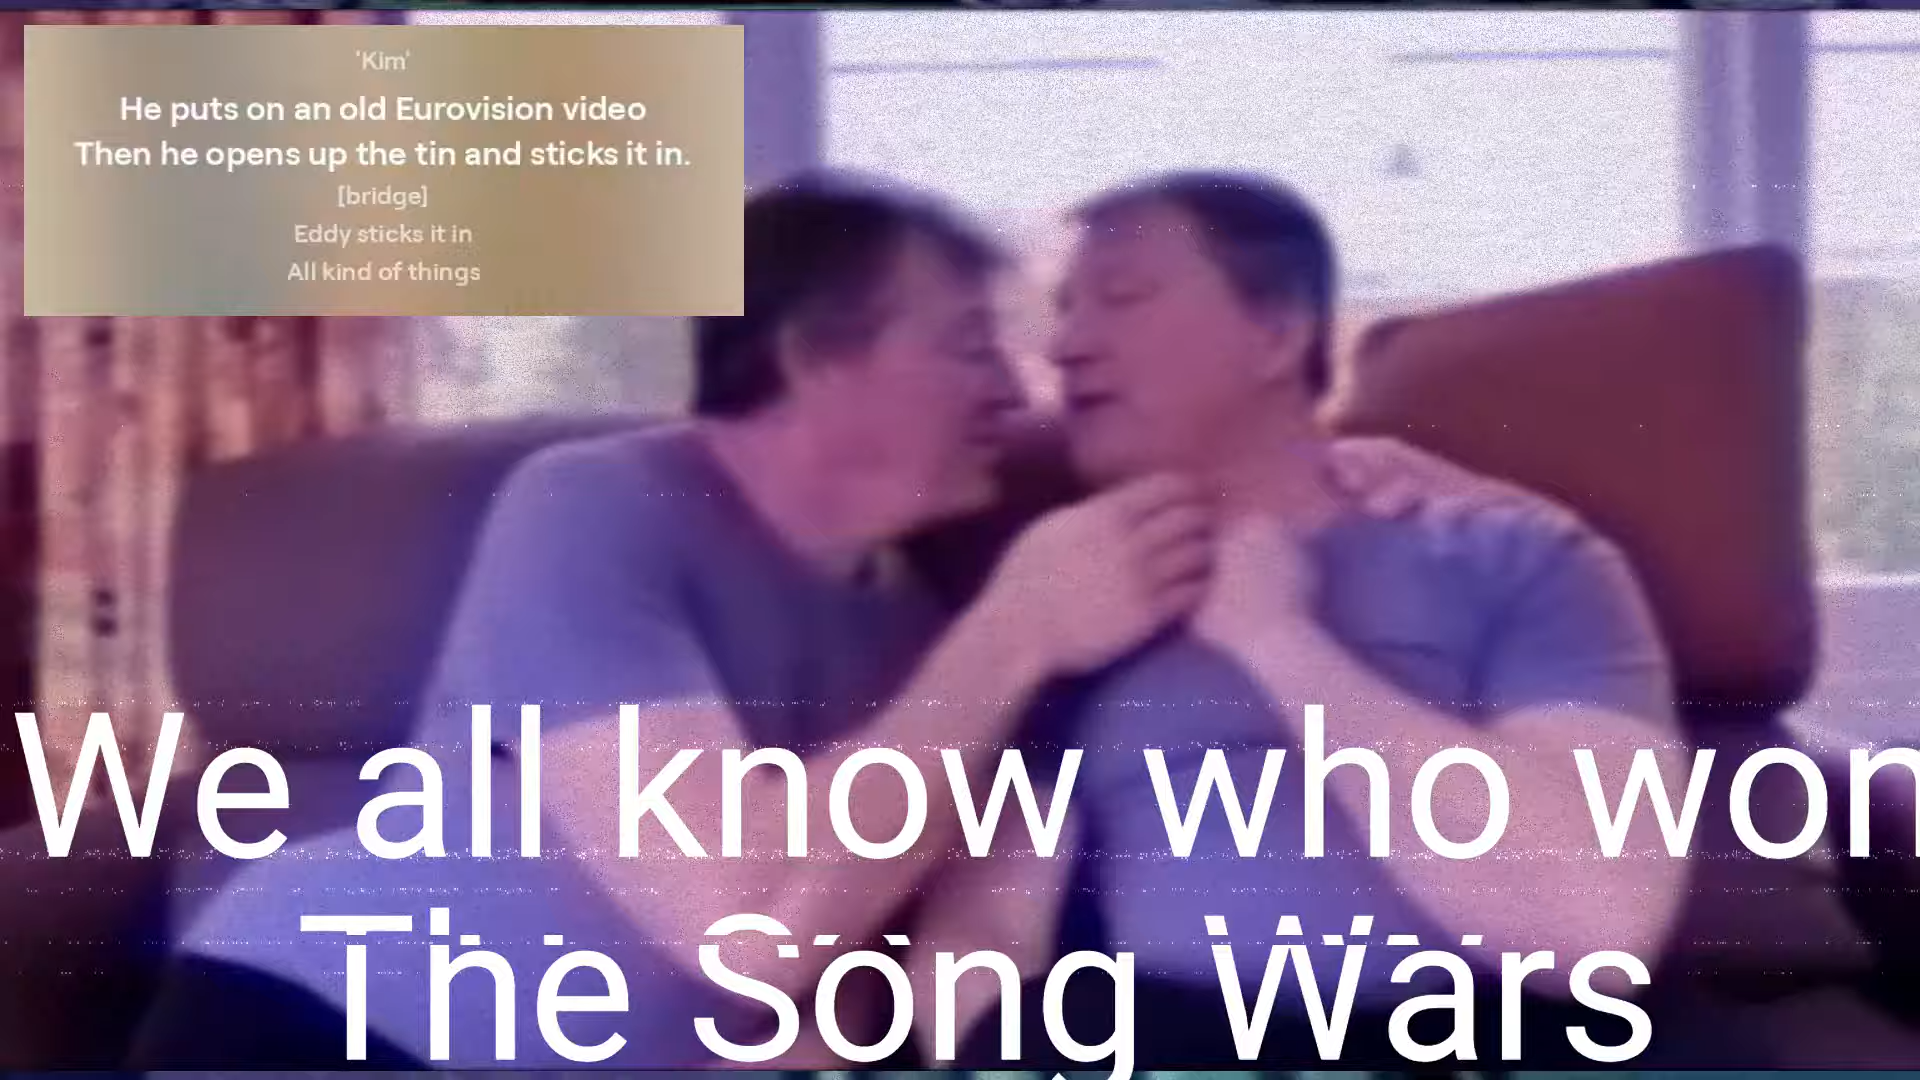 'Kim'
He puts on an old Eurovision video
Then he opens up the tin and sticks it in.
[bridge]
Eddy sticks it in
All kind of things
We all know who won
The Song Wars